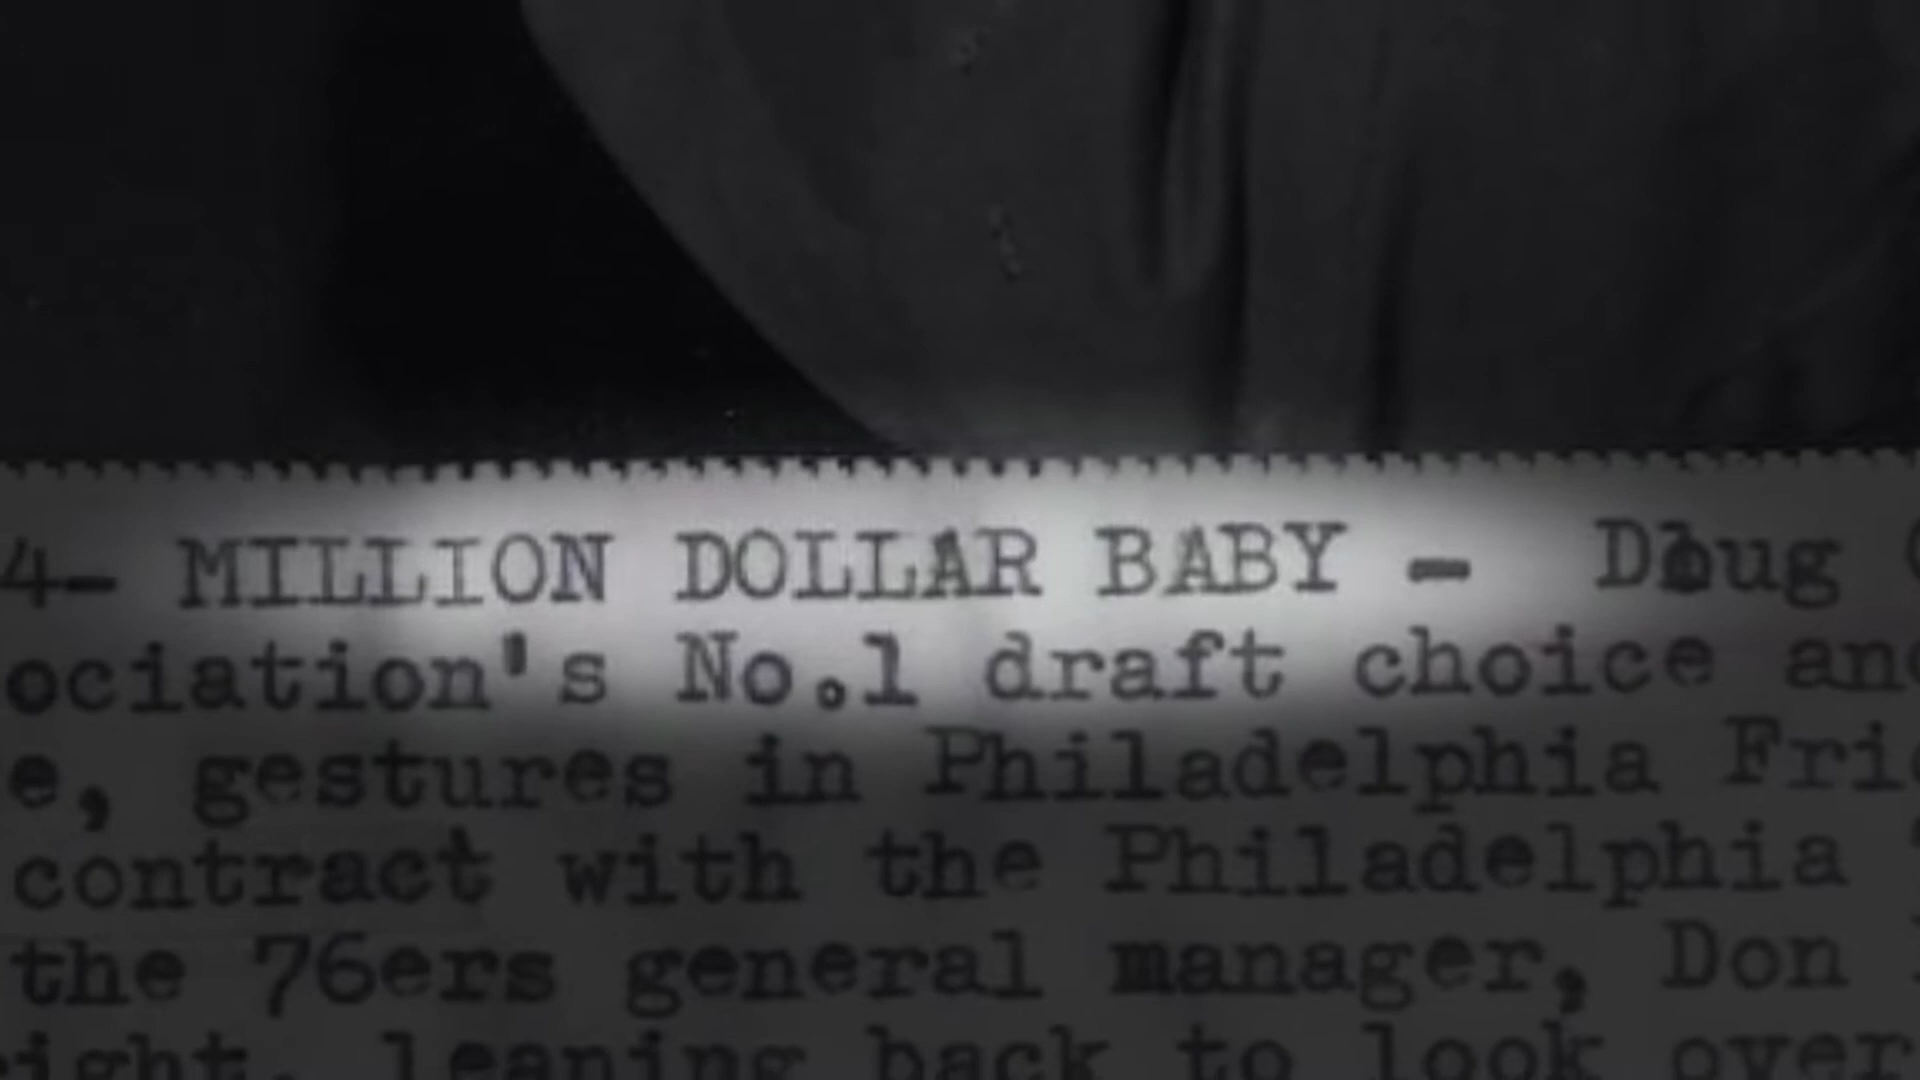 4- MILLION DOLLAR BABY - Doug
ociation's No.1 draft choice an
e, gestures in Philadelphia Fri
contract with the Philadelphia
the 76ers general manager, Don
ight, leaning back to look over